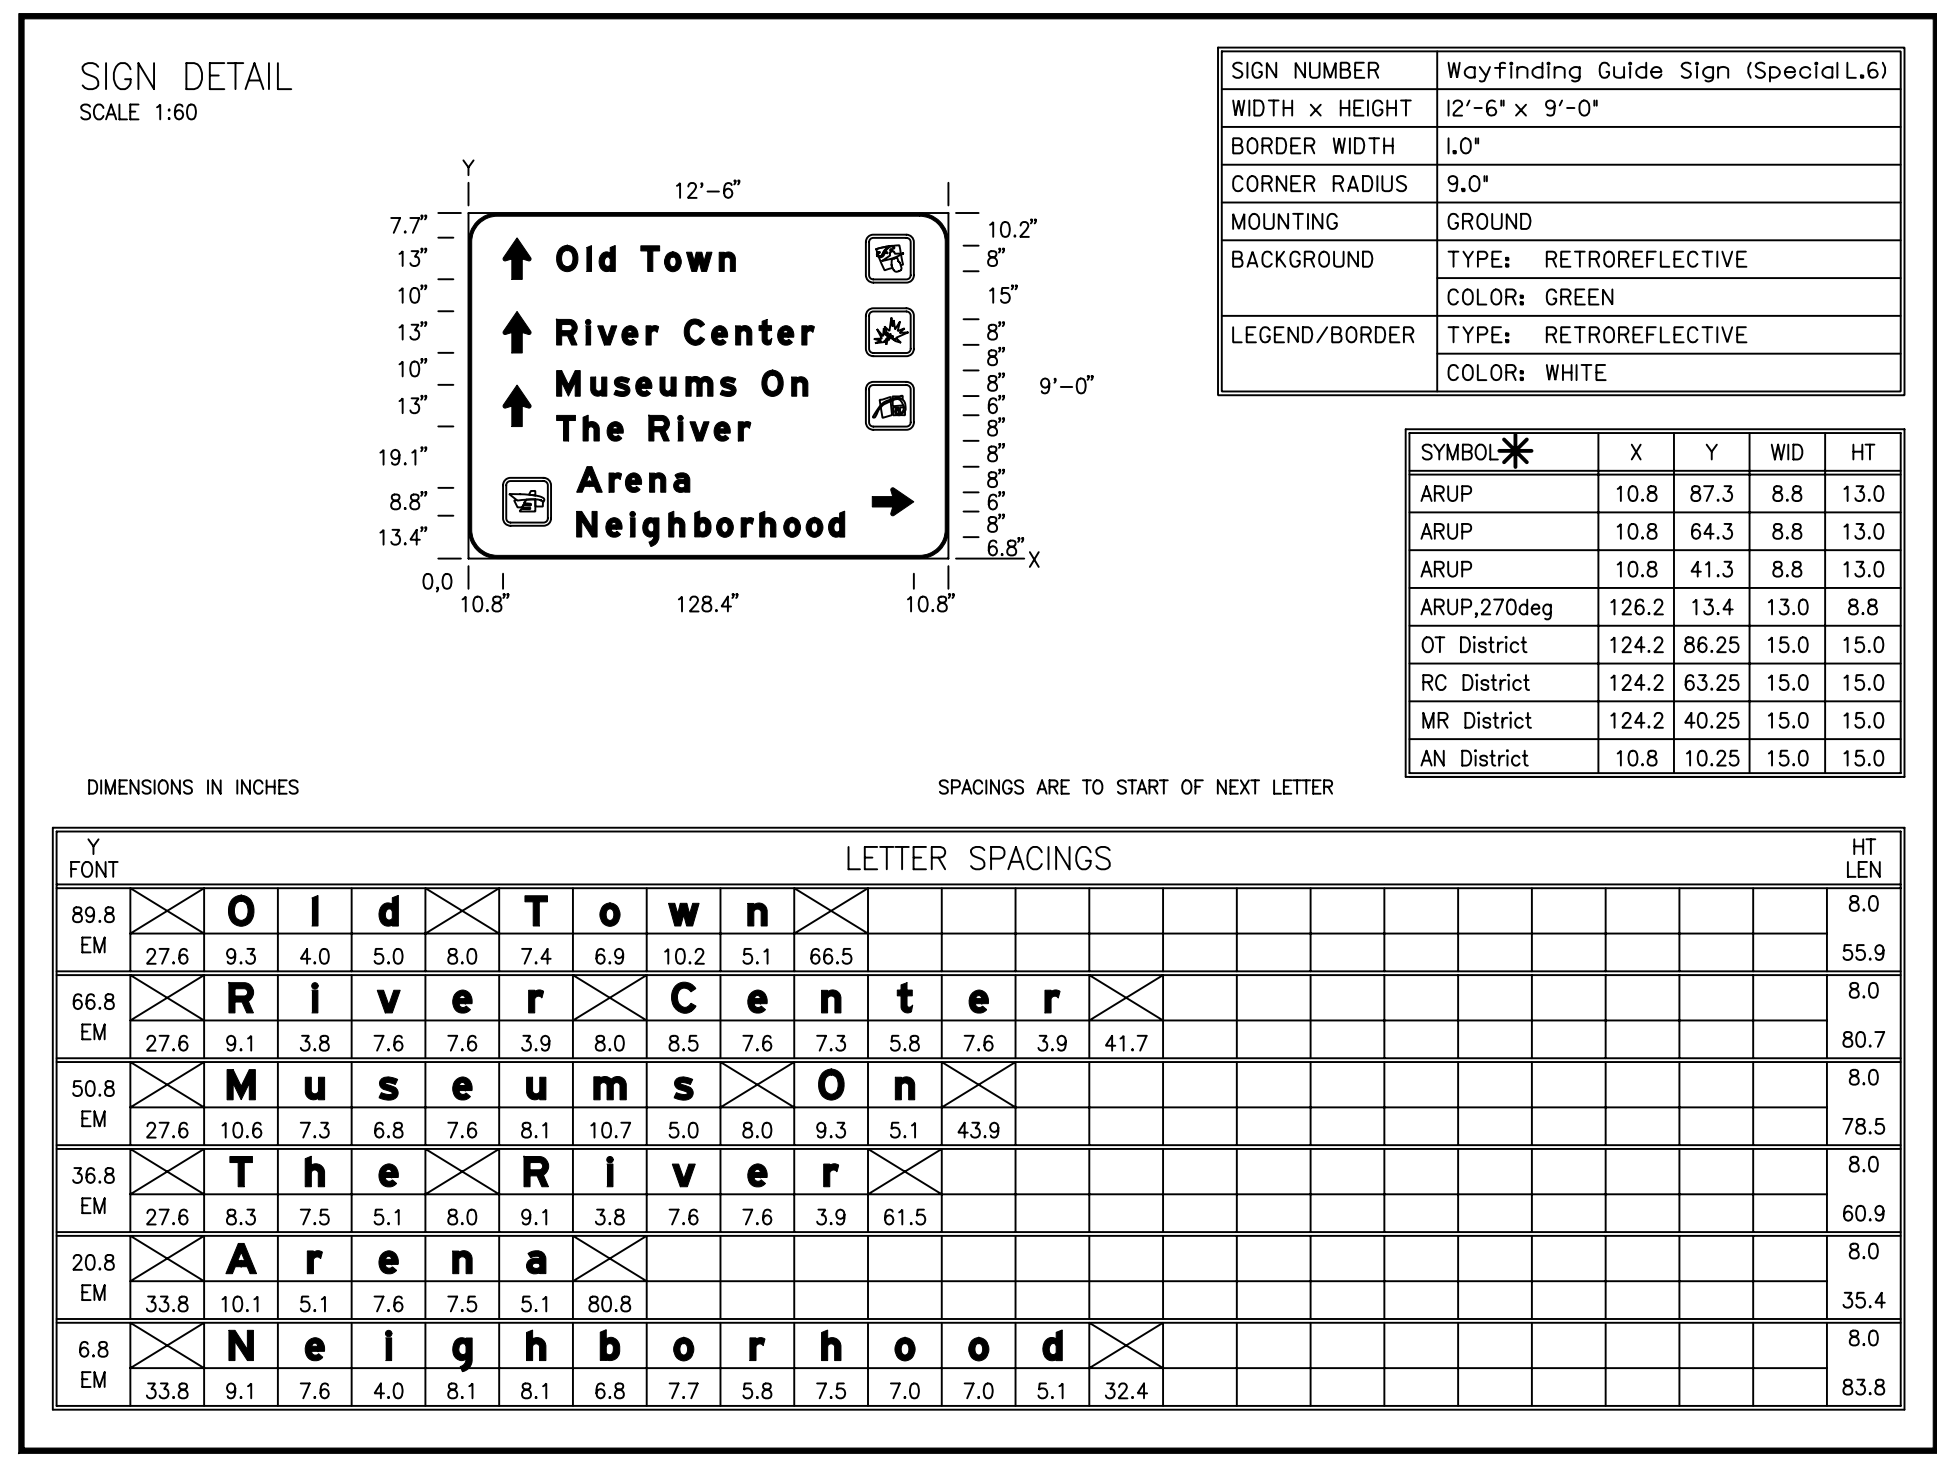 SIGN DETAIL
SCALE 1:60
SIGN NUMBER Wayfinding Guide Sign (Special L.6)
WIDTH x HEIGHT 12'-6" x 9'-0"
BORDER WIDTH 1.0"
CORNER RADIUS 9.0"
MOUNTING GROUND
BACKGROUND TYPE: RETROREFLECTIVE
COLOR: GREEN
LEGEND/BORDER TYPE: RETROREFLECTIVE
COLOR: WHITE
Y
12'-6"
7.7"
13"
10"
13"
10"
13"
19.1"
8.8"
13.4"
Old Town
River Center
Museums On
The River
Arena
Neighborhood
10.2"
8"
15"
8"
8"
8"
6"
8"
8"
8"
6"
8"
6.8"
9'-0"
X
0,0
10.8" 128.4" 10.8"
SYMBOL X Y WID HT
ARUP 10.8 87.3 8.8 13.0
ARUP 10.8 64.3 8.8 13.0
ARUP 10.8 41.3 8.8 13.0
ARUP,270deg 126.2 13.4 13.0 8.8
OT District 124.2 86.25 15.0 15.0
RC District 124.2 63.25 15.0 15.0
MR District 124.2 40.25 15.0 15.0
AN District 10.8 10.25 15.0 15.0
DIMENSIONS IN INCHES
SPACINGS ARE TO START OF NEXT LETTER
Y
FONT
LETTER SPACINGS
HT
LEN
89.8 O l d T o w n 8.0
EM 27.6 9.3 4.0 5.0 8.0 7.4 6.9 10.2 5.1 66.5 55.9
66.8 R i v e r C e n t e r 8.0
EM 27.6 9.1 3.8 7.6 7.6 3.9 8.0 8.5 7.6 7.3 5.8 7.6 3.9 41.7 80.7
50.8 M u s e u m s O n 8.0
EM 27.6 10.6 7.3 6.8 7.6 8.1 10.7 5.0 8.0 9.3 5.1 43.9 78.5
36.8 T h e R i v e r 8.0
EM 27.6 8.3 7.5 5.1 8.0 9.1 3.8 7.6 7.6 3.9 61.5 60.9
20.8 A r e n a 8.0
EM 33.8 10.1 5.1 7.6 7.5 5.1 80.8 35.4
6.8 N e i g h b o r h o o d 8.0
EM 33.8 9.1 7.6 4.0 8.1 8.1 6.8 7.7 5.8 7.5 7.0 7.0 5.1 32.4 83.8